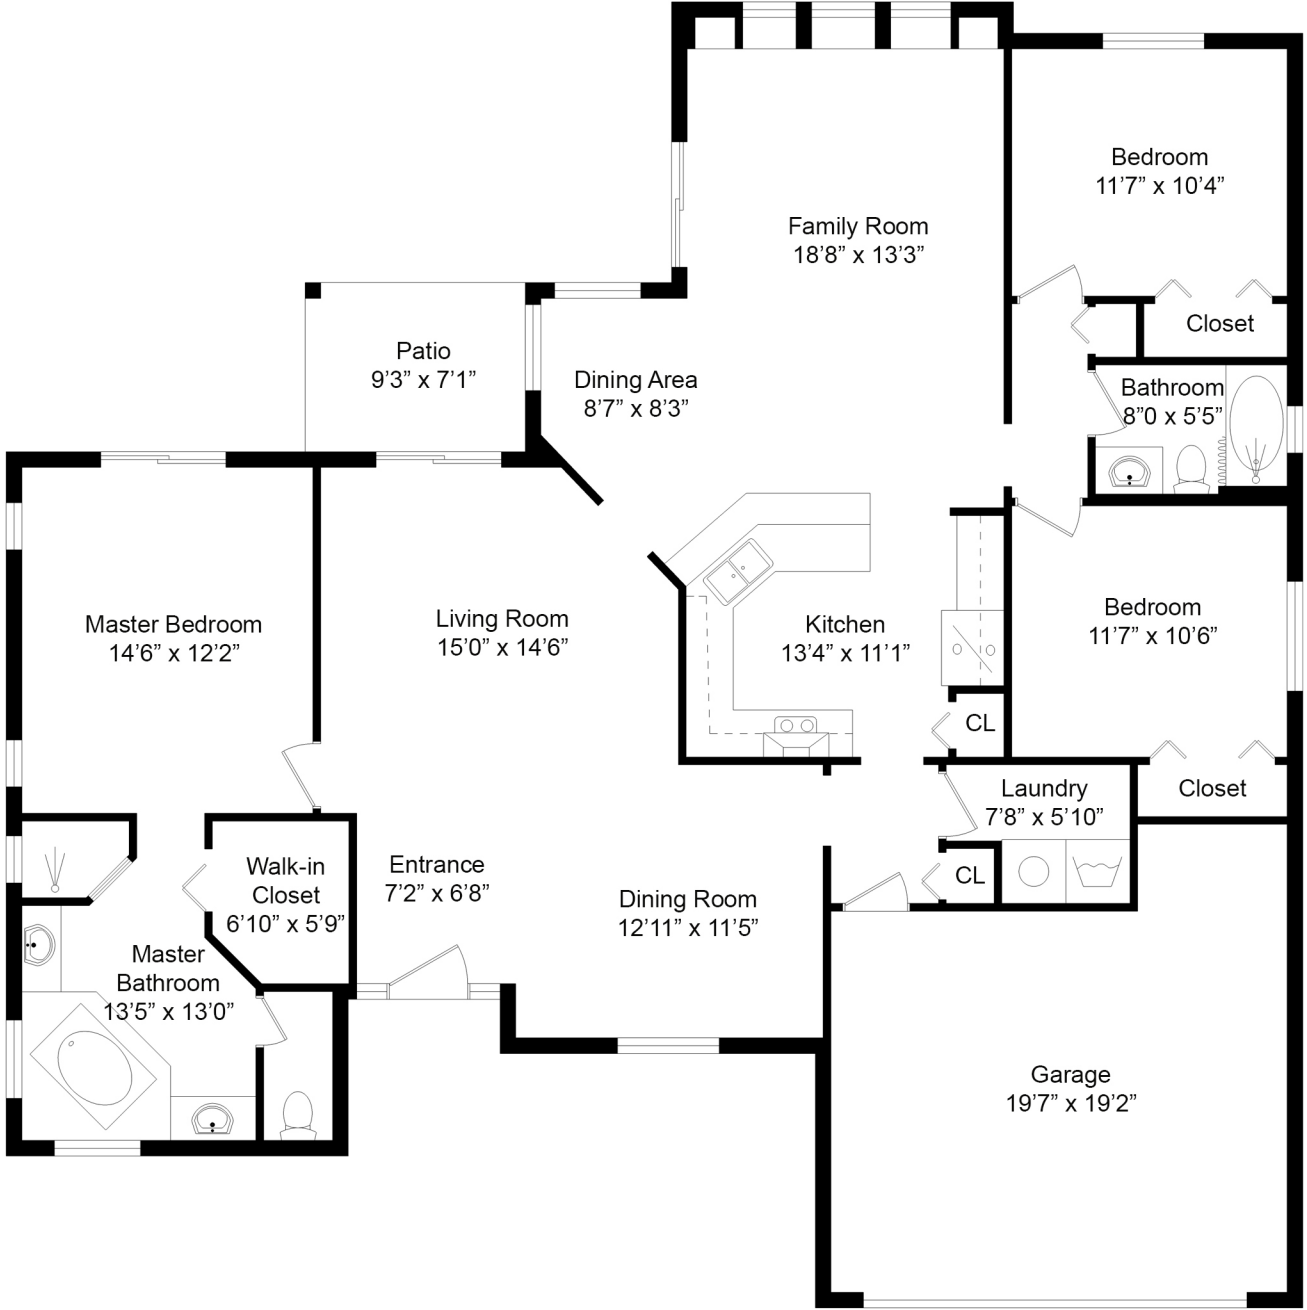 Bedroom
11’7” x 10’4”
Family Room
18’8” x 13’3”
Closet
Patio
9’3” x 7’1”
Dining Area
8’7” x 8’3”
Bathroom
8”0 x 5’5”
Master Bedroom
14’6” x 12’2”
Living Room
15’0” x 14’6”
Kitchen
13’4” x 11’1”
Bedroom
11’7” x 10’6”
CL
Laundry
7’8” x 5’10”
Closet
Walk-in
Closet
6’10” x 5’9”
Entrance
7’2” x 6’8”
Dining Room
12’11” x 11’5”
CL
Master
Bathroom
13’5” x 13’0”
Garage
19’7” x 19’2”